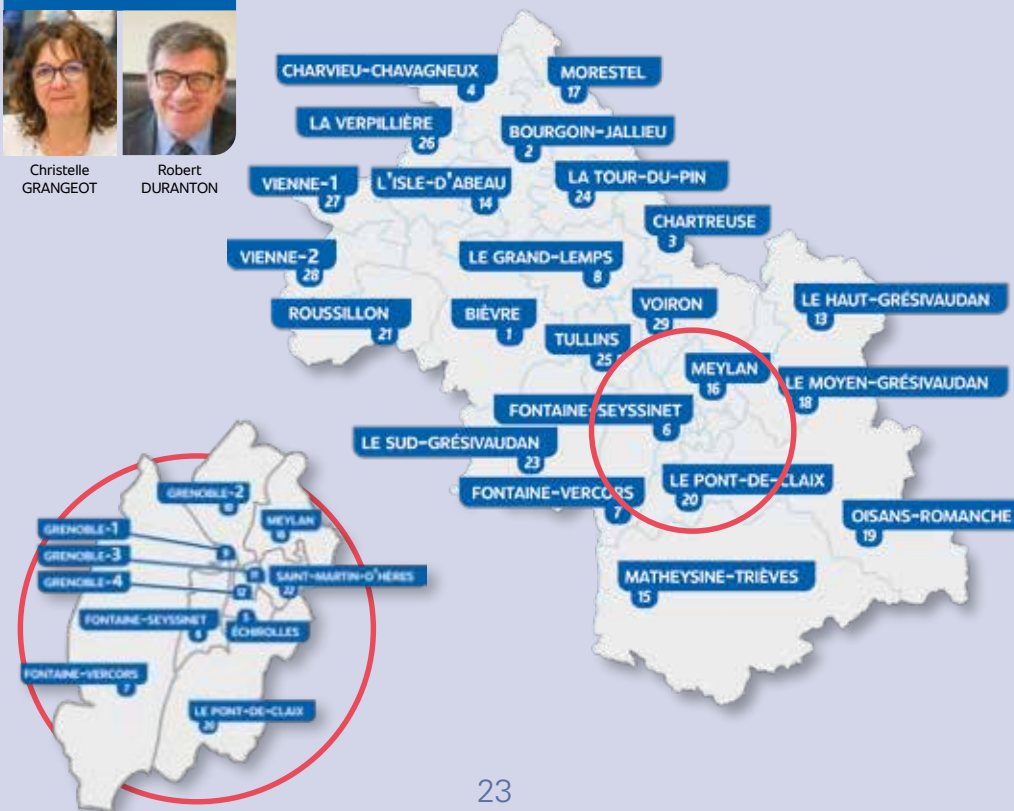 Christelle
GRANGEOT
Robert
DURANTON
CHARVIEU-CHAVAGNEUX
4
MORESTEL
17
LA VERPILLIÈRE
26
BOURGOIN-JALLIEU
2
VIENNE-1
27
L'ISLE-D'ABEAU
14
LA TOUR-DU-PIN
24
CHARTREUSE
3
VIENNE-2
28
LE GRAND-LEMPS
8
ROUSSILLON
21
BIÈVRE
1
VOIRON
29
LE HAUT-GRÉSIVAUDAN
13
TULLINS
25
MEYLAN
16
LE MOYEN-GRÉSIVAUDAN
18
FONTAINE-SEYSSINET
6
LE SUD-GRÉSIVAUDAN
23
FONTAINE-VERCORS
7
LE PONT-DE-CLAIX
20
OISANS-ROMANCHE
19
MATHEYSINE-TRIÈVES
15
GRENOBLE-2
10
MEYLAN
16
GRENOBLE-1
9
GRENOBLE-3
11
GRENOBLE-4
12
SAINT-MARTIN-D'HÈRES
22
FONTAINE-SEYSSINET
6
5
ÉCHIROLLES
FONTAINE-VERCORS
7
LE PONT-DE-CLAIX
20
23